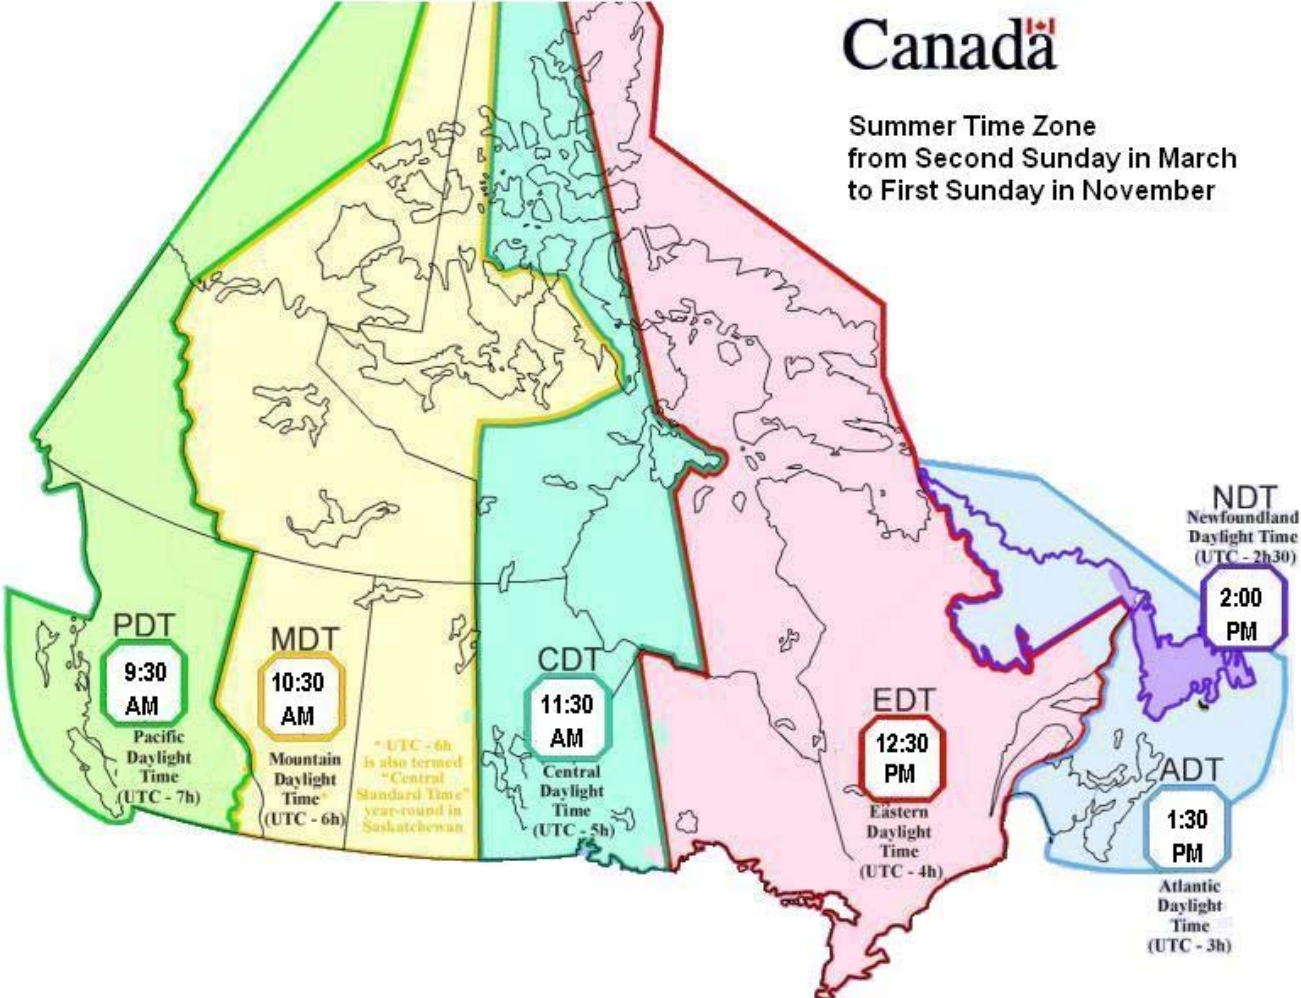 Canada
Summer Time Zone
from Second Sunday in March
to First Sunday in November
NDT
Newfoundland
Daylight Time
(UTC - 2h30)
2:00
PM
PDT
9:30
AM
Pacific
Daylight
Time
(UTC - 7h)
MDT
10:30
AM
Mountain
Daylight
Time*
(UTC - 6h)
* UTC - 6h
is also termed
"Central
Standard Time"
year-round in
Saskatchewan
CDT
11:30
AM
Central
Daylight
Time
(UTC - 5h)
EDT
12:30
PM
Eastern
Daylight
Time
(UTC - 4h)
ADT
1:30
PM
Atlantic
Daylight
Time
(UTC - 3h)